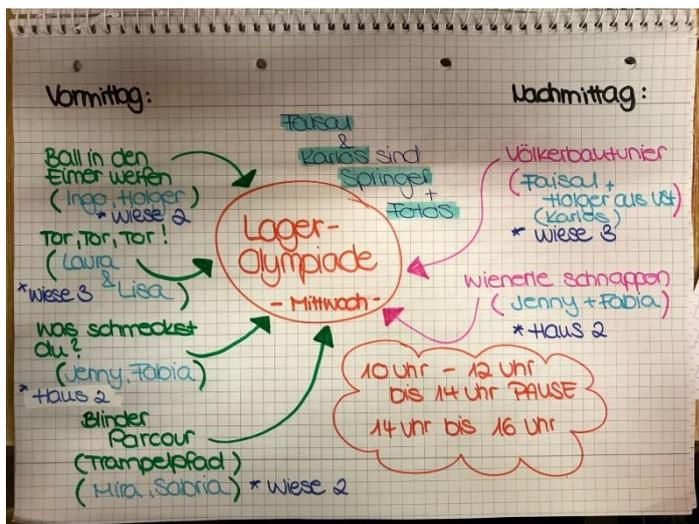 Vormittag:
Ball in den
Eimer werfen
(Ingo, Holger)
* Wiese 2
Tor, Tor, Tor!
(Laura
& Lisa)
*Wiese 3
Was schmeckst
du?
(Jenny, Fabia)
* Haus 2
Blinder
Parcour
(Trampelpfad)
(Mira, Sabria) * Wiese 2
Faisal
&
Karlos sind
Springer
+
Fotos
Lager-
Olympiade
- Mittwoch -
Nachmittag:
Völkerballtunier
(Faisal +
Holger aus Vst)
(Karlos)
* Wiese 3
Wienerle schnappen
(Jenny + Fabia)
* Haus 2
10 Uhr - 12 Uhr
bis 14 Uhr PAUSE
14 Uhr bis 16 Uhr